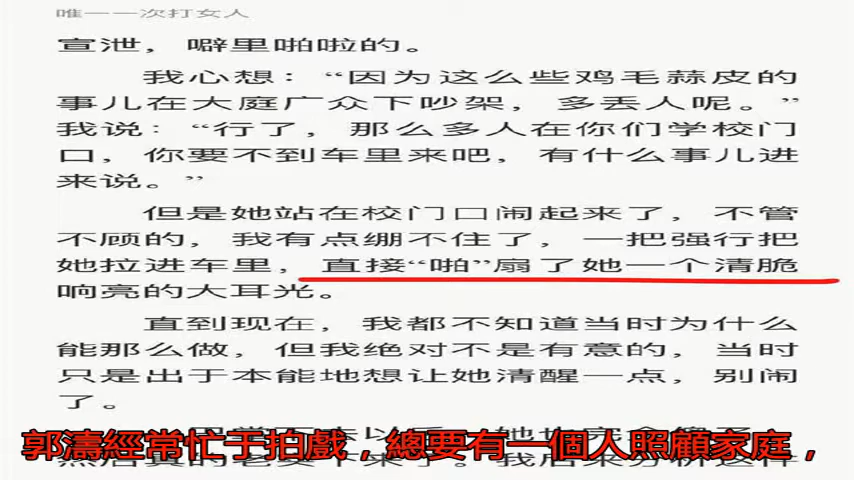 唯一一次打女人
宣泄，噼里啪啦的。
我心想：“因为这么些鸡毛蒜皮的
事儿在大庭广众下吵架，多丢人呢。”
我说：“行了，那么多人在你们学校门
口，你要不到车里来吧，有什么事儿进
来说。”
但是她站在校门口闹起来了，不管
不顾的，我有点绷不住了，一把强行把
她拉进车里，直接“啪”扇了她一个清脆
响亮的大耳光。
直到现在，我都不知道当时为什么
能那么做，但我绝对不是有意的，当时
只是出于本能地想让她清醒一点，别闹
了。
郭濤經常忙于拍戲，總要有一個人照顧家庭，